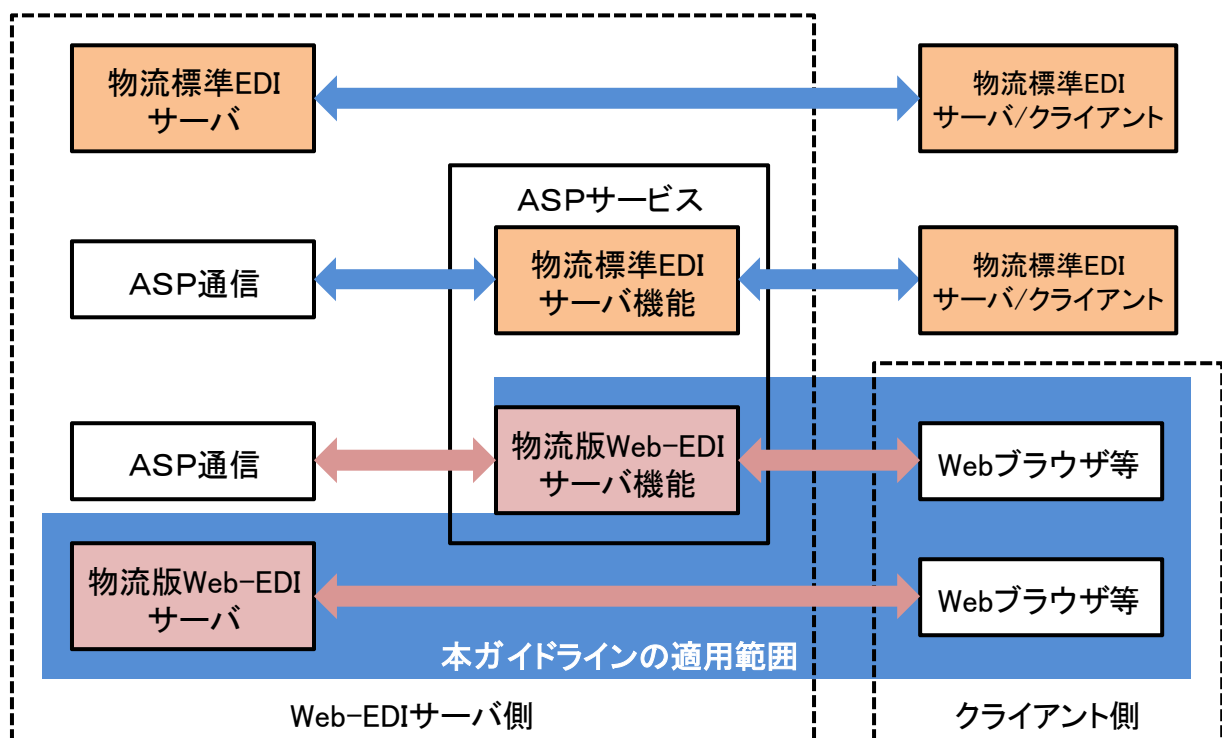 物流標準EDI
サーバ
物流標準EDI
サーバ/クライアント
ASPサービス
ASP通信
物流標準EDI
サーバ機能
物流標準EDI
サーバ/クライアント
ASP通信
物流版Web-EDI
サーバ機能
Webブラウザ等
物流版Web-EDI
サーバ
Webブラウザ等
本ガイドラインの適用範囲
Web-EDIサーバ側
クライアント側